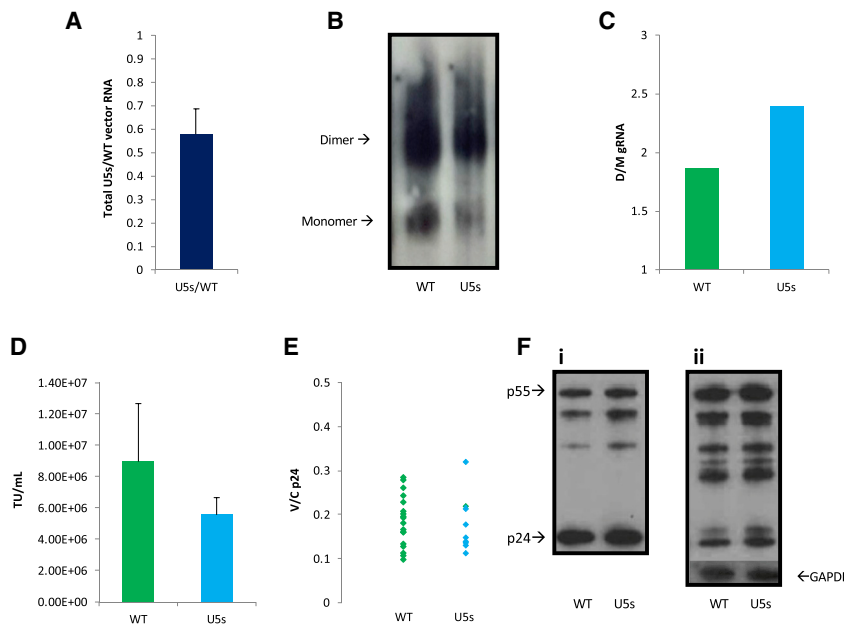 A
Total U5s/WT vector RNA
1
0.9
0.8
0.7
0.6
0.5
0.4
0.3
0.2
0.1
0
U5s/WT
B
Dimer →
Monomer →
WT U5s
C
D/M gRNA
3
2.5
2
1.5
1
WT U5s
D
TU/mL
1.40E+07
1.20E+07
1.00E+07
8.00E+06
6.00E+06
4.00E+06
2.00E+06
0.00E+00
WT U5s
E
V/C p24
0.5
0.4
0.3
0.2
0.1
0
WT U5s
F
i
p55→
p24→
WT U5s
ii
←GAPDI
WT U5s